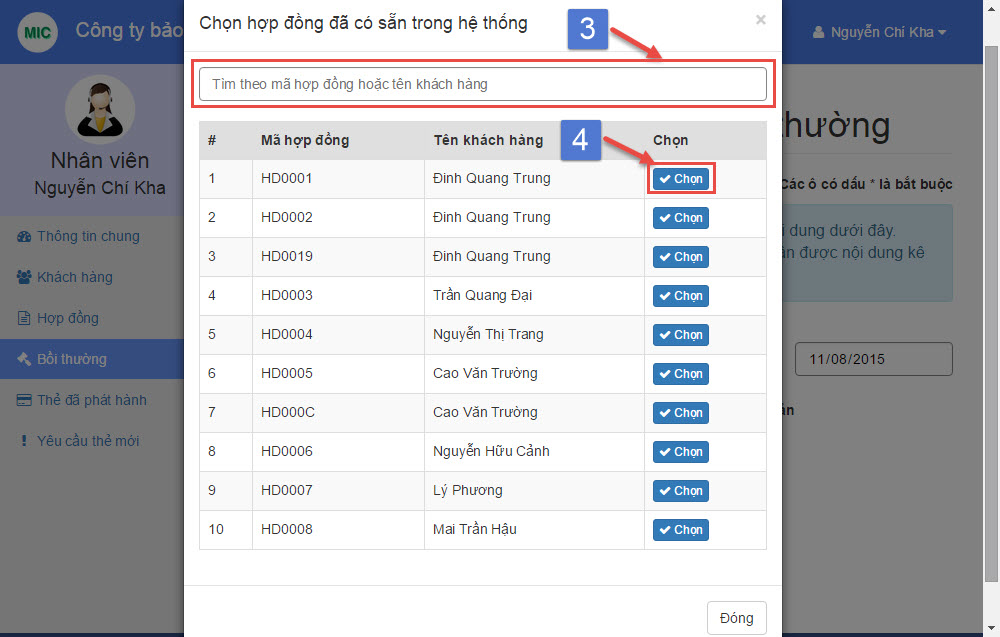 MIC
Công ty bảo
Nguyễn Chí Kha
Nhân viên
Nguyễn Chí Kha
Thông tin chung
Khách hàng
Hợp đồng
Bồi thường
Thẻ đã phát hành
Yêu cầu thẻ mới
Chọn hợp đồng đã có sẵn trong hệ thống
×
3
Tìm theo mã hợp đồng hoặc tên khách hàng
4
# Mã hợp đồng Tên khách hàng Chọn
1 HD0001 Đinh Quang Trung Chọn
2 HD0002 Đinh Quang Trung Chọn
3 HD0019 Đinh Quang Trung Chọn
4 HD0003 Trần Quang Đại Chọn
5 HD0004 Nguyễn Thị Trang Chọn
6 HD0005 Cao Văn Trường Chọn
7 HD000C Cao Văn Trường Chọn
8 HD0006 Nguyễn Hữu Cảnh Chọn
9 HD0007 Lý Phương Chọn
10 HD0008 Mai Trần Hậu Chọn
Đóng
thường
Các ô có dấu * là bắt buộc
i dung dưới đây.
ần được nội dung kê
11/08/2015